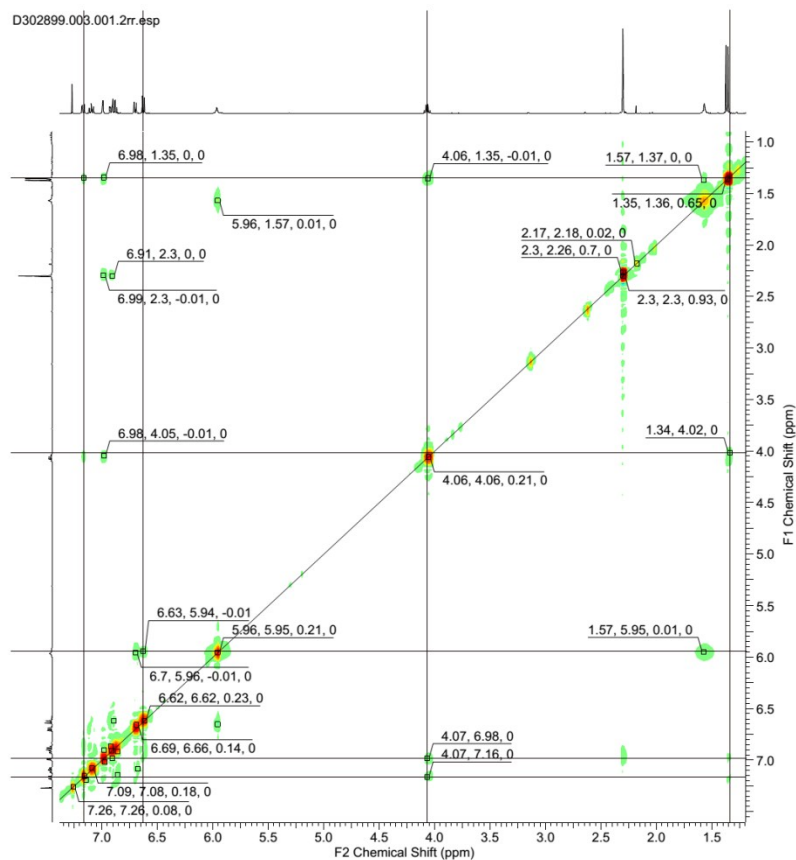 D302899.003.001.2rr.esp
6.98, 1.35, 0, 0
4.06, 1.35, -0.01, 0
1.57, 1.37, 0, 0
1.0
1.35, 1.36, 0.65, 0
1.5
5.96, 1.57, 0.01, 0
2.17, 2.18, 0.02, 0
2.0
6.91, 2.3, 0, 0
2.3, 2.26, 0.7, 0
6.99, 2.3, -0.01, 0
2.3, 2.3, 0.93, 0
2.5
3.0
3.5
6.98, 4.05, -0.01, 0
1.34, 4.02, 0
4.0
4.06, 4.06, 0.21, 0
4.5
5.0
5.5
6.63, 5.94, -0.01
5.96, 5.95, 0.21, 0
1.57, 5.95, 0.01, 0
6.0
6.7, 5.96, -0.01, 0
6.62, 6.62, 0.23, 0
6.5
4.07, 6.98, 0
6.69, 6.66, 0.14, 0
4.07, 7.16, 0
7.0
7.09, 7.08, 0.18, 0
7.26, 7.26, 0.08, 0
7.5
F1 Chemical Shift (ppm)
7.0 6.5 6.0 5.5 5.0 4.5 4.0 3.5 3.0 2.5 2.0 1.5
F2 Chemical Shift (ppm)